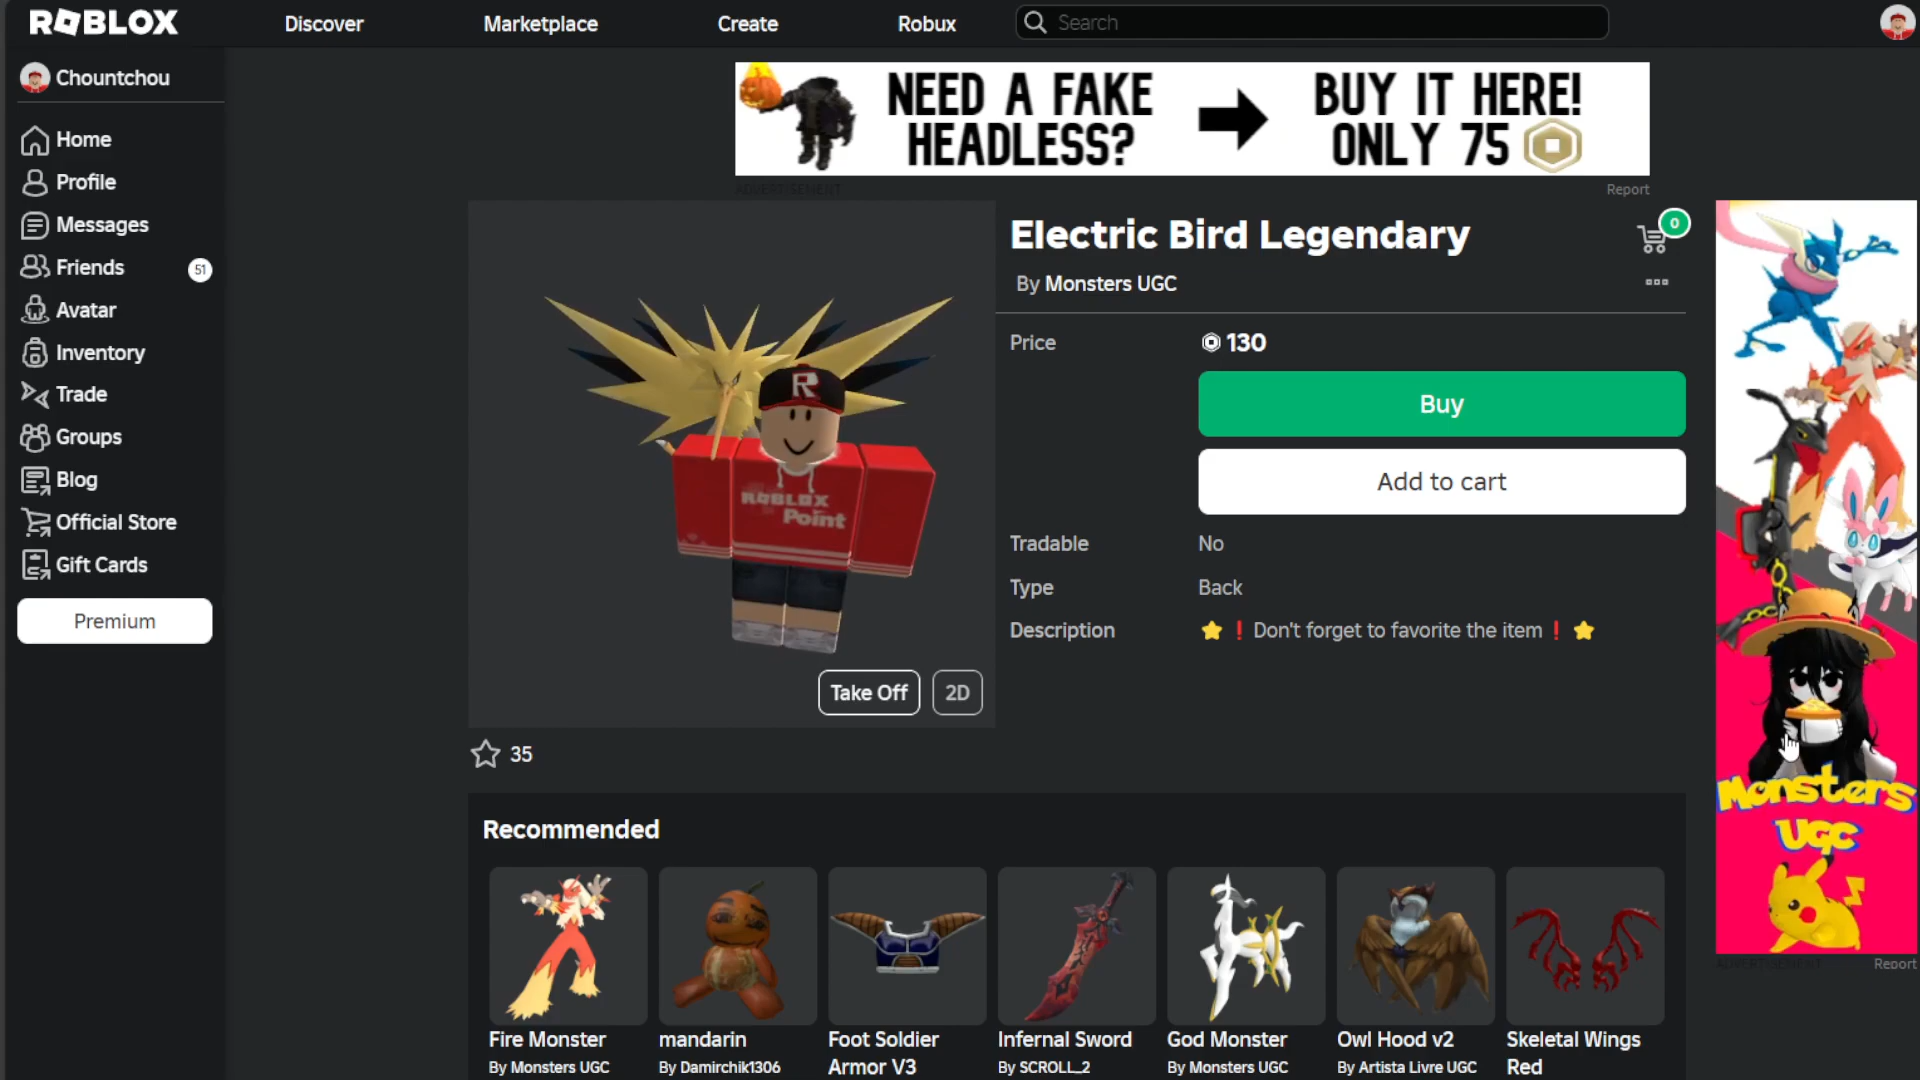 ROBLOX
Discover
Marketplace
Create
Robux
Search
Chountchou
Home
Profile
Messages
Friends
51
Avatar
Inventory
Trade
Groups
Blog
Official Store
Gift Cards
Premium
NEED A FAKE
HEADLESS?
BUY IT HERE!
ONLY 75
ADVERTISEMENT
Report
Electric Bird Legendary
0
By Monsters UGC
Price
130
Buy
Add to cart
Tradable
No
Type
Back
Description
⭐❗Don't forget to favorite the item❗⭐
R
ROBLOX
Point
Take Off
2D
35
Monsters
UGC
ADVERTISEMENT
Report
Recommended
Fire Monster
By Monsters UGC
mandarin
By Damirchik1306
Foot Soldier
Armor V3
Infernal Sword
By SCROLL_2
God Monster
By Monsters UGC
Owl Hood v2
By Artista Livre UGC
Skeletal Wings
Red